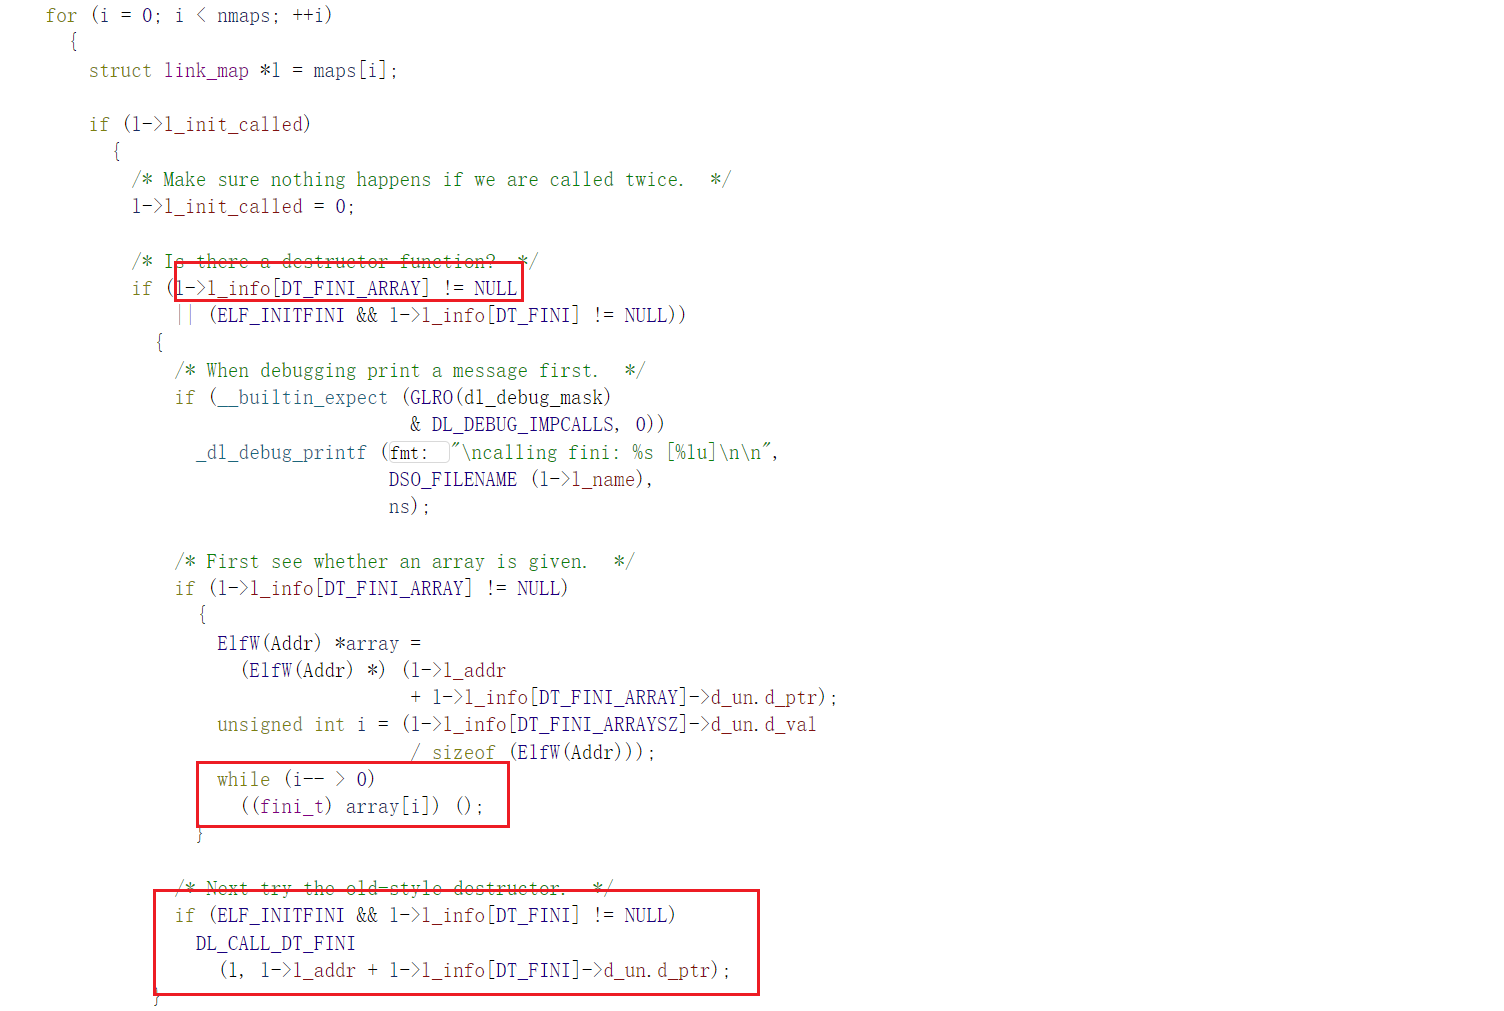 for (i = 0; i < nmaps; ++i)
{
struct link_map *l = maps[i];
if (l->l_init_called)
{
/* Make sure nothing happens if we are called twice.  */
l->l_init_called = 0;
/* Is there a destructor function?  */
if (l->l_info[DT_FINI_ARRAY] != NULL
|| (ELF_INITFINI && l->l_info[DT_FINI] != NULL))
{
/* When debugging print a message first.  */
if (__builtin_expect (GLRO(dl_debug_mask)
& DL_DEBUG_IMPCALLS, 0))
_dl_debug_printf (fmt: "\ncalling fini: %s [%lu]\n\n",
DSO_FILENAME (l->l_name),
ns);
/* First see whether an array is given.  */
if (l->l_info[DT_FINI_ARRAY] != NULL)
{
ElfW(Addr) *array =
(ElfW(Addr) *) (l->l_addr
+ l->l_info[DT_FINI_ARRAY]->d_un.d_ptr);
unsigned int i = (l->l_info[DT_FINI_ARRAYSZ]->d_un.d_val
/ sizeof (ElfW(Addr)));
while (i-- > 0)
((fini_t) array[i]) ();
}
/* Next try the old-style destructor.  */
if (ELF_INITFINI && l->l_info[DT_FINI] != NULL)
DL_CALL_DT_FINI
(l, l->l_addr + l->l_info[DT_FINI]->d_un.d_ptr);
}